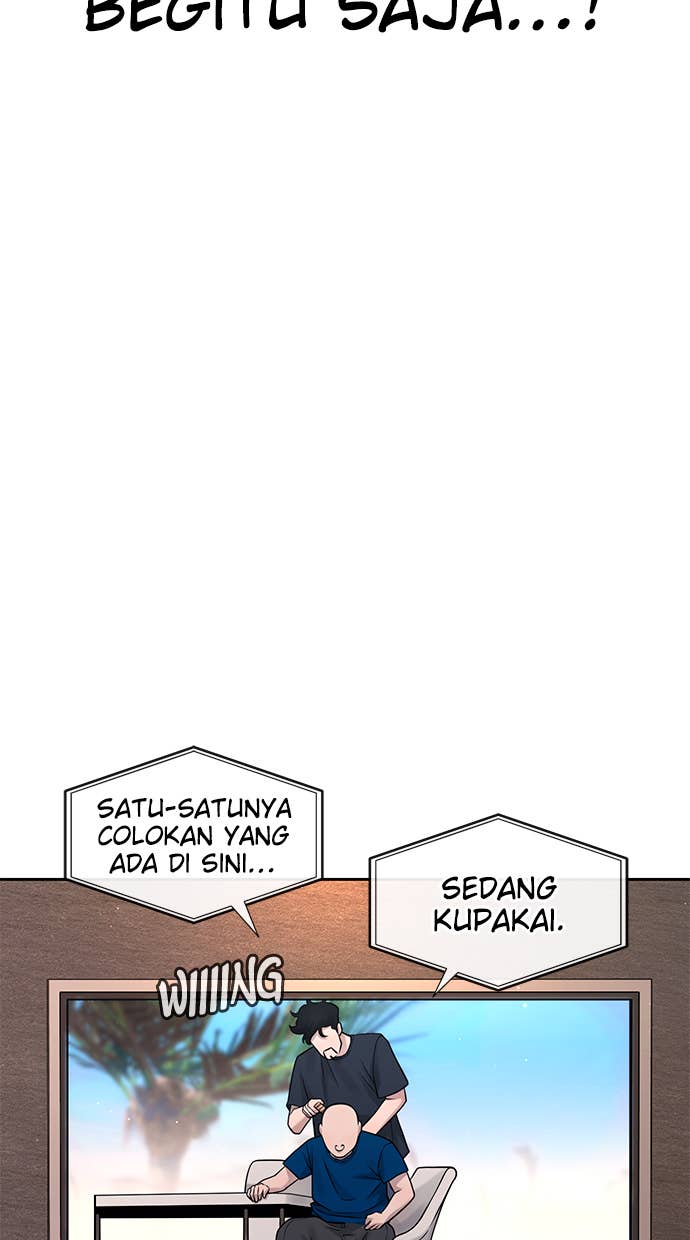 BEGITU SAJA...!
SATU-SATUNYA
COLOKAN YANG
ADA DI SINI...
SEDANG
KUPAKAI.
WIIIING